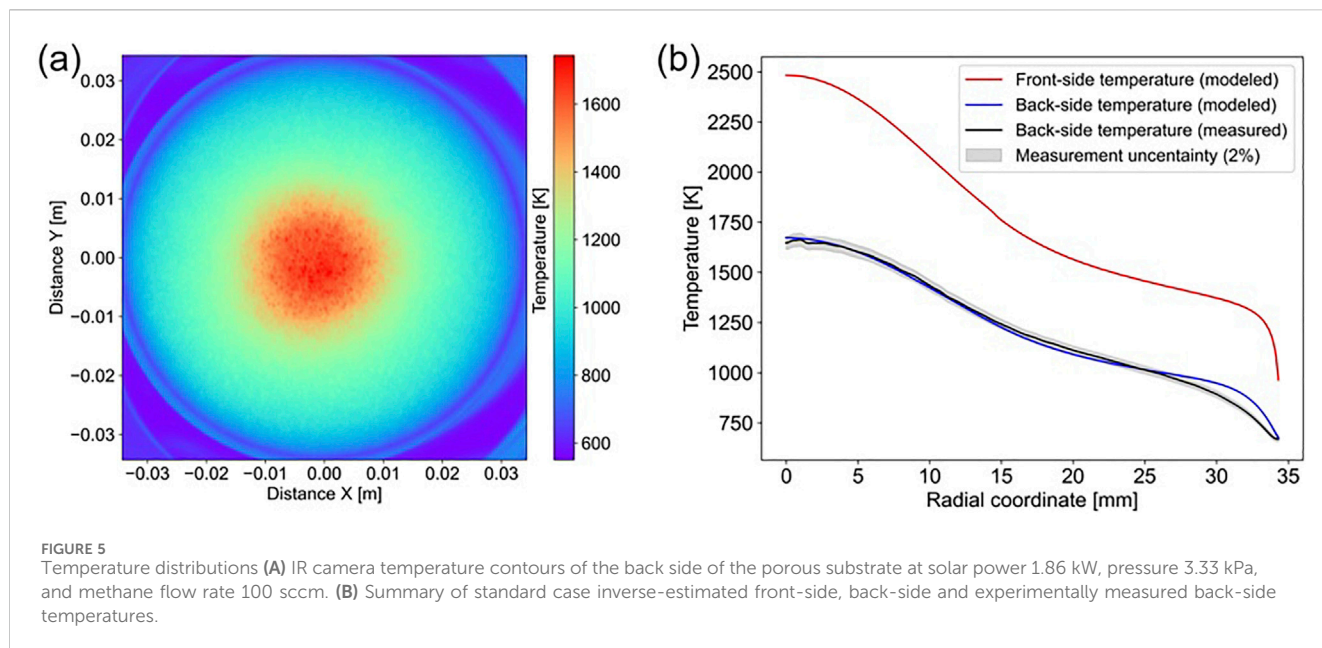 (a)
0.03
0.02
0.01
0.00
−0.01
−0.02
−0.03
Distance Y [m]
−0.03 −0.02 −0.01 0.00 0.01 0.02 0.03
Distance X [m]
1600
1400
1200
1000
800
600
Temperature [K]
(b)
2500
2250
2000
1750
1500
1250
1000
750
Temperature [K]
Front-side temperature (modeled)
Back-side temperature (modeled)
Back-side temperature (measured)
Measurement uncentainty (2%)
0 5 10 15 20 25 30 35
Radial coordinate [mm]
FIGURE 5
Temperature distributions (A) IR camera temperature contours of the back side of the porous substrate at solar power 1.86 kW, pressure 3.33 kPa,
and methane flow rate 100 sccm. (B) Summary of standard case inverse-estimated front-side, back-side and experimentally measured back-side
temperatures.